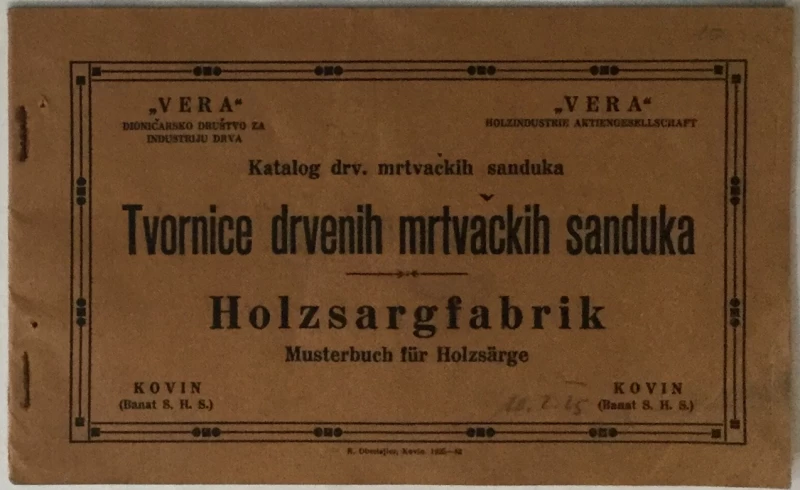 „VERA“
DIONIČARSKO DRUŠTVO ZA
INDUSTRIJU DRVA
„VERA“
HOLZINDUSTRIE AKTIENGESELLSCHAFT
Katalog drv. mrtvačkih sanduka
Tvornice drvenih mrtvačkih sanduka
Holzsargfabrik
Musterbuch für Holzsärge
KOVIN
(Banat S. H. S.)
KOVIN
(Banat S. H. S.)
Kovin